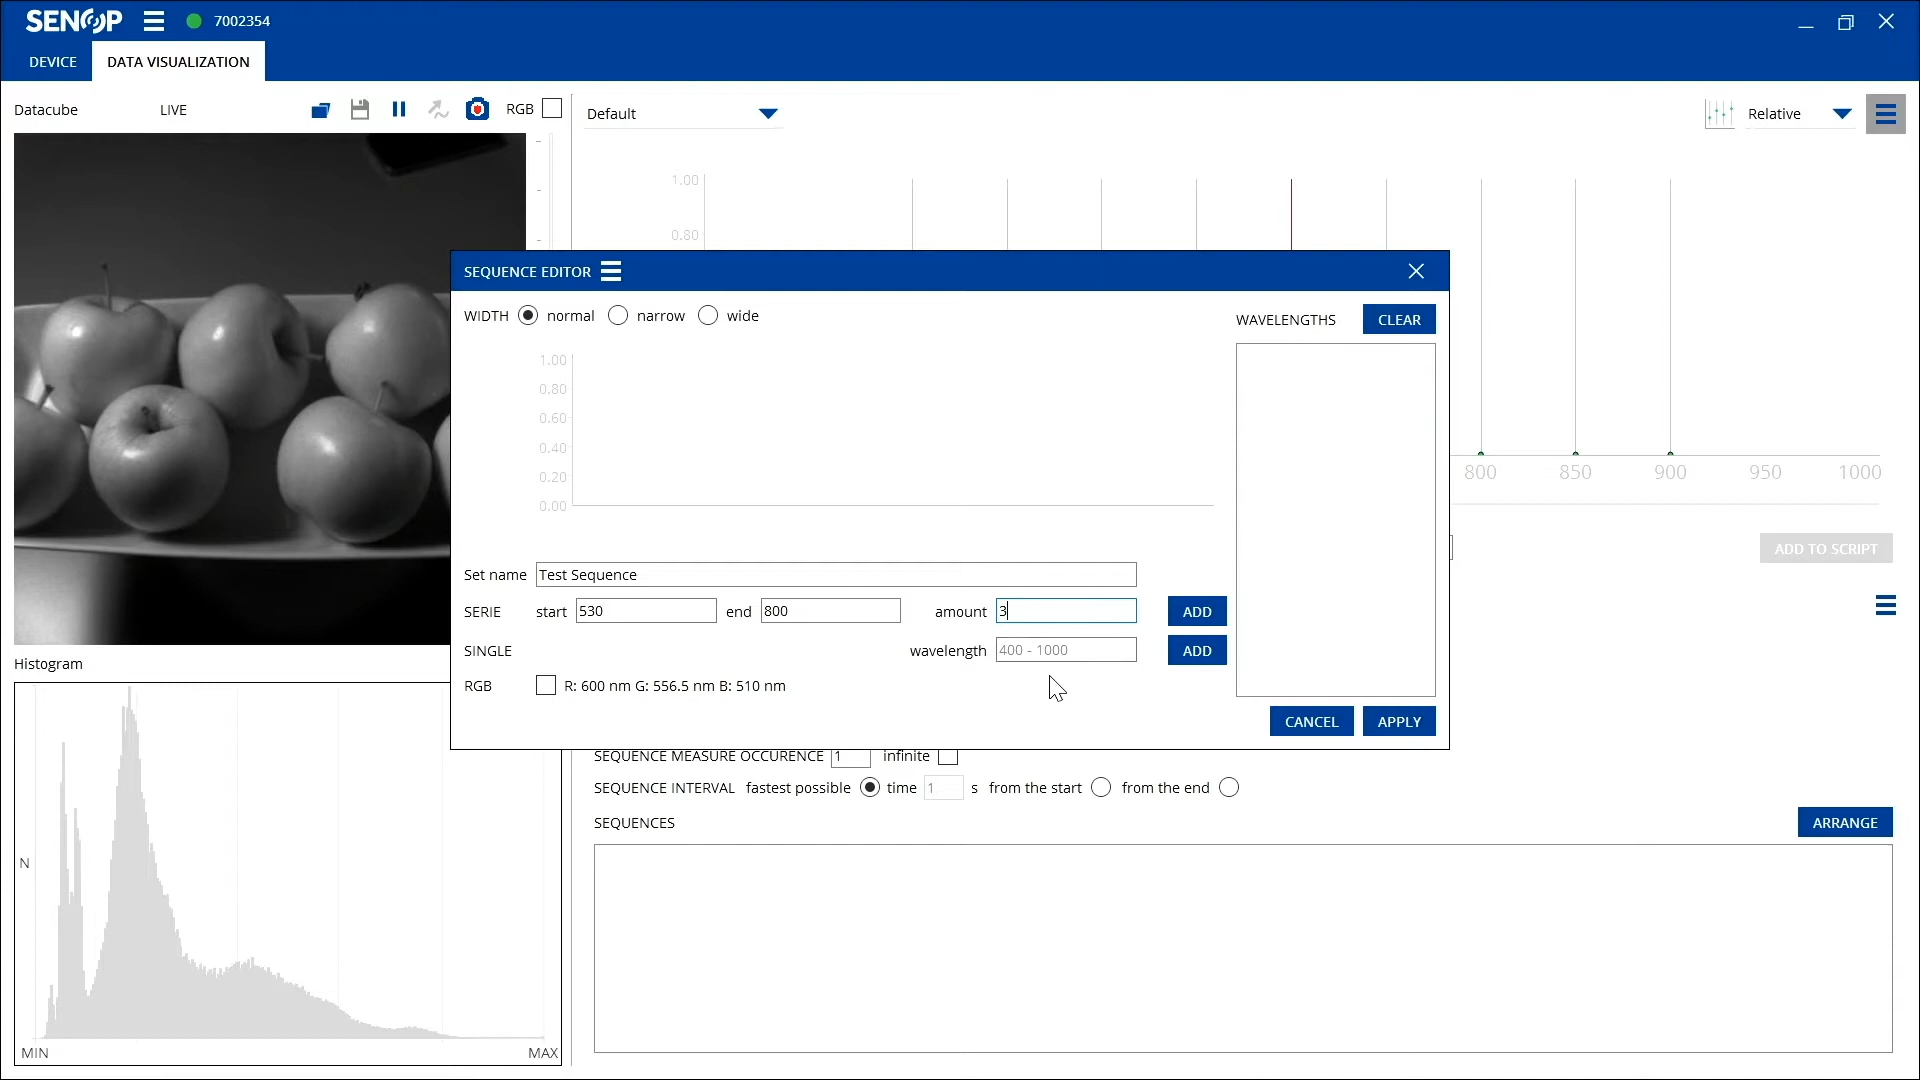 SENOP 7002354
DEVICE DATA VISUALIZATION
Datacube LIVE RGB
Default
Relative
1.00
0.80
800 850 900 950 1000
ADD TO SCRIPT
SEQUENCE EDITOR
WIDTH normal narrow wide
WAVELENGTHS CLEAR
1.00
0.80
0.60
0.40
0.20
0.00
Set name Test Sequence
SERIE start 530 end 800 amount 3 ADD
SINGLE wavelength 400 - 1000 ADD
RGB R: 600 nm G: 556.5 nm B: 510 nm
CANCEL APPLY
Histogram
N
MIN MAX
SEQUENCE MEASURE OCCURENCE 1 infinite
SEQUENCE INTERVAL fastest possible time 1 s from the start from the end
SEQUENCES ARRANGE